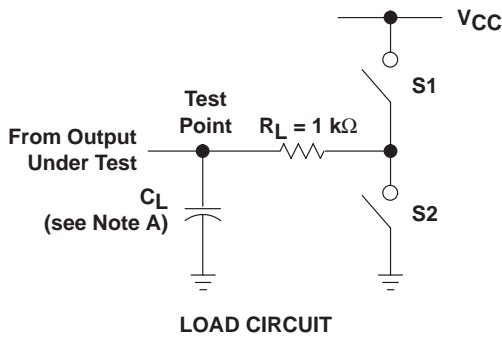 VCC
S1
Test
Point
RL = 1 kΩ
From Output
Under Test
CL
(see Note A)
S2
LOAD CIRCUIT